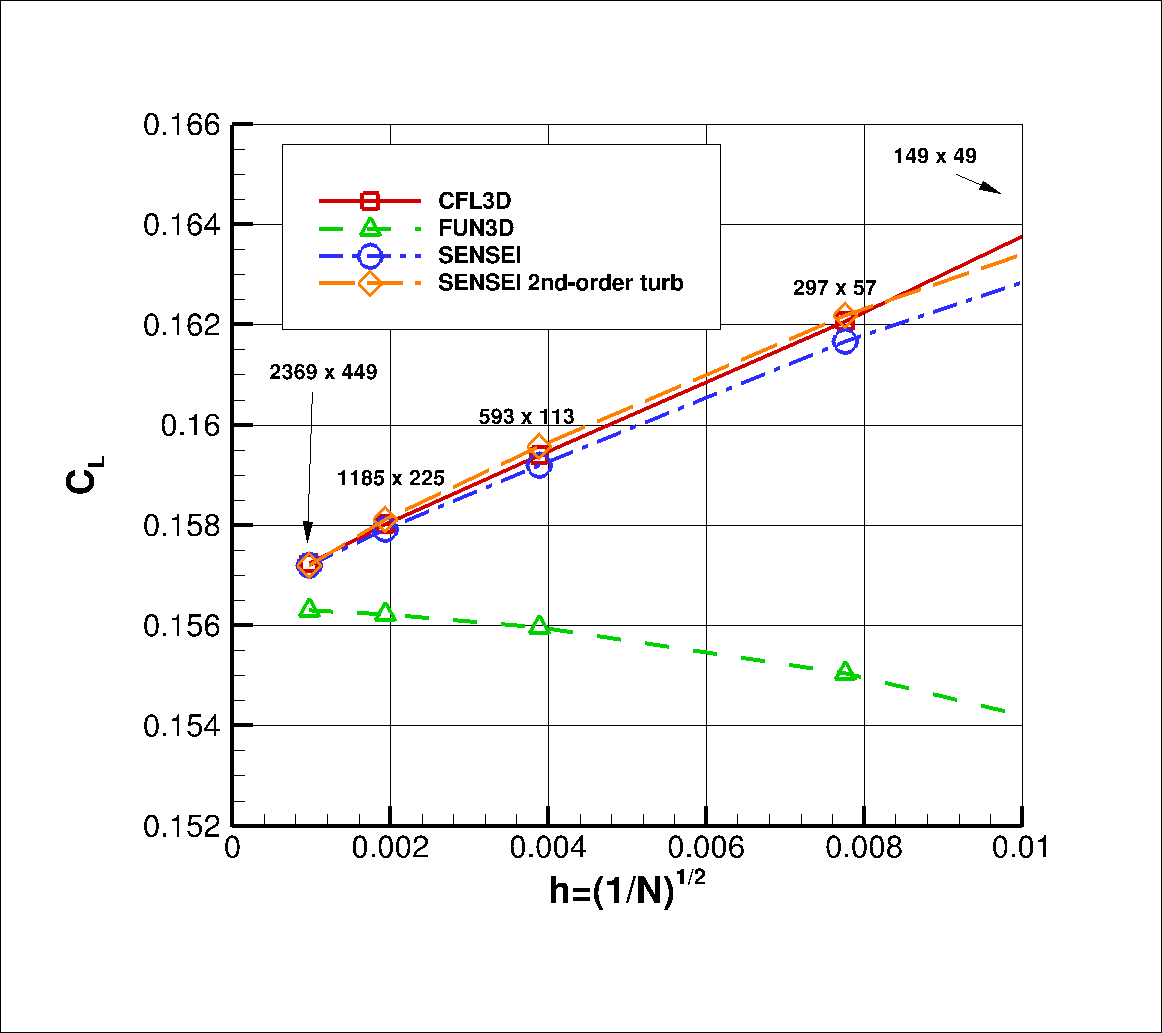 0.166
149 x 49
CFL3D
FUN3D
SENSEI
SENSEI 2nd-order turb
0.164
297 x 57
0.162
2369 x 449
593 x 113
0.16
1185 x 225
C_L
0.158
0.156
0.154
0.152
0 0.002 0.004 0.006 0.008 0.01
h=(1/N)^1/2